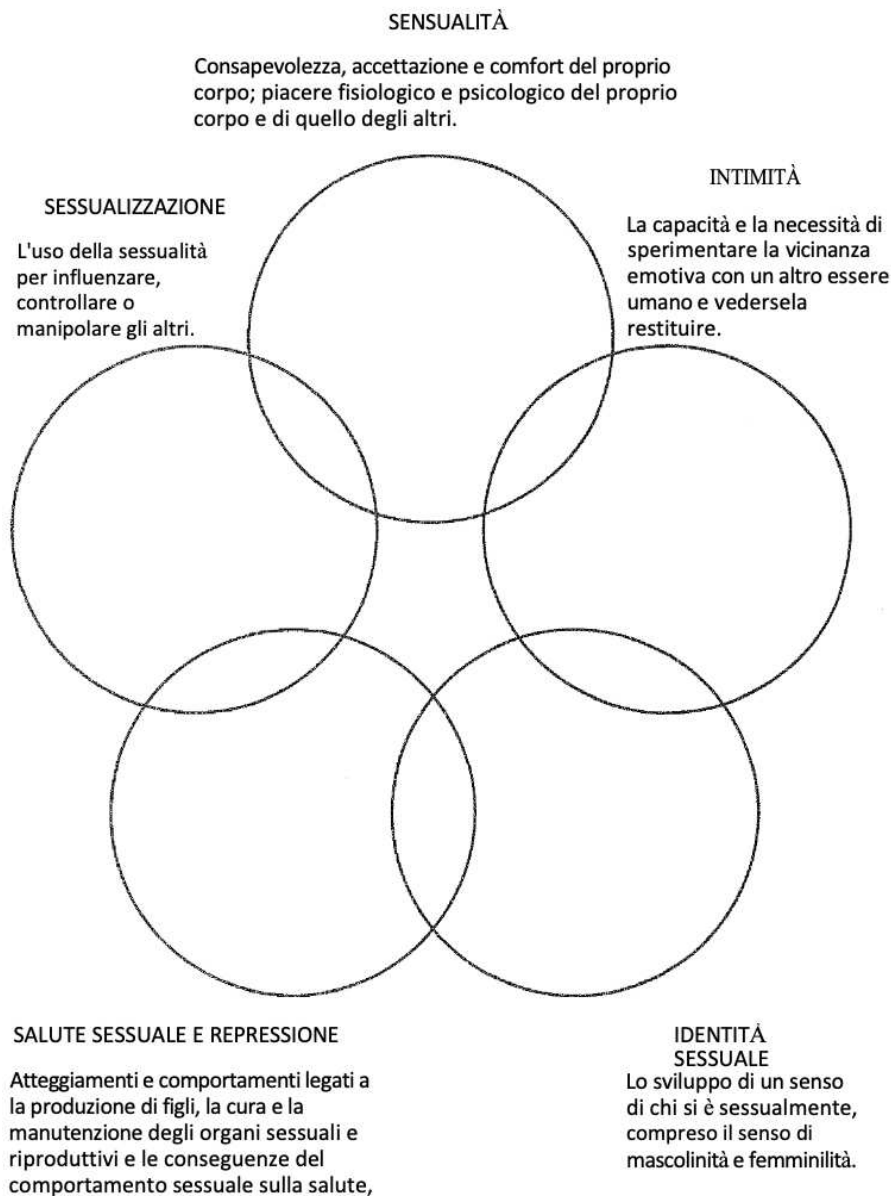 SENSUALITÀ
Consapevolezza, accettazione e comfort del proprio
corpo; piacere fisiologico e psicologico del proprio
corpo e di quello degli altri.
INTIMITÀ
La capacità e la necessità di
sperimentare la vicinanza
emotiva con un altro essere
umano e vedersela
restituire.
SESSUALIZZAZIONE
L'uso della sessualità
per influenzare,
controllare o
manipolare gli altri.
SALUTE SESSUALE E REPRESSIONE
Atteggiamenti e comportamenti legati a
la produzione di figli, la cura e la
manutenzione degli organi sessuali e
riproduttivi e le conseguenze del
comportamento sessuale sulla salute,
IDENTITÀ
SESSUALE
Lo sviluppo di un senso
di chi si è sessualmente,
compreso il senso di
mascolinità e femminilità.